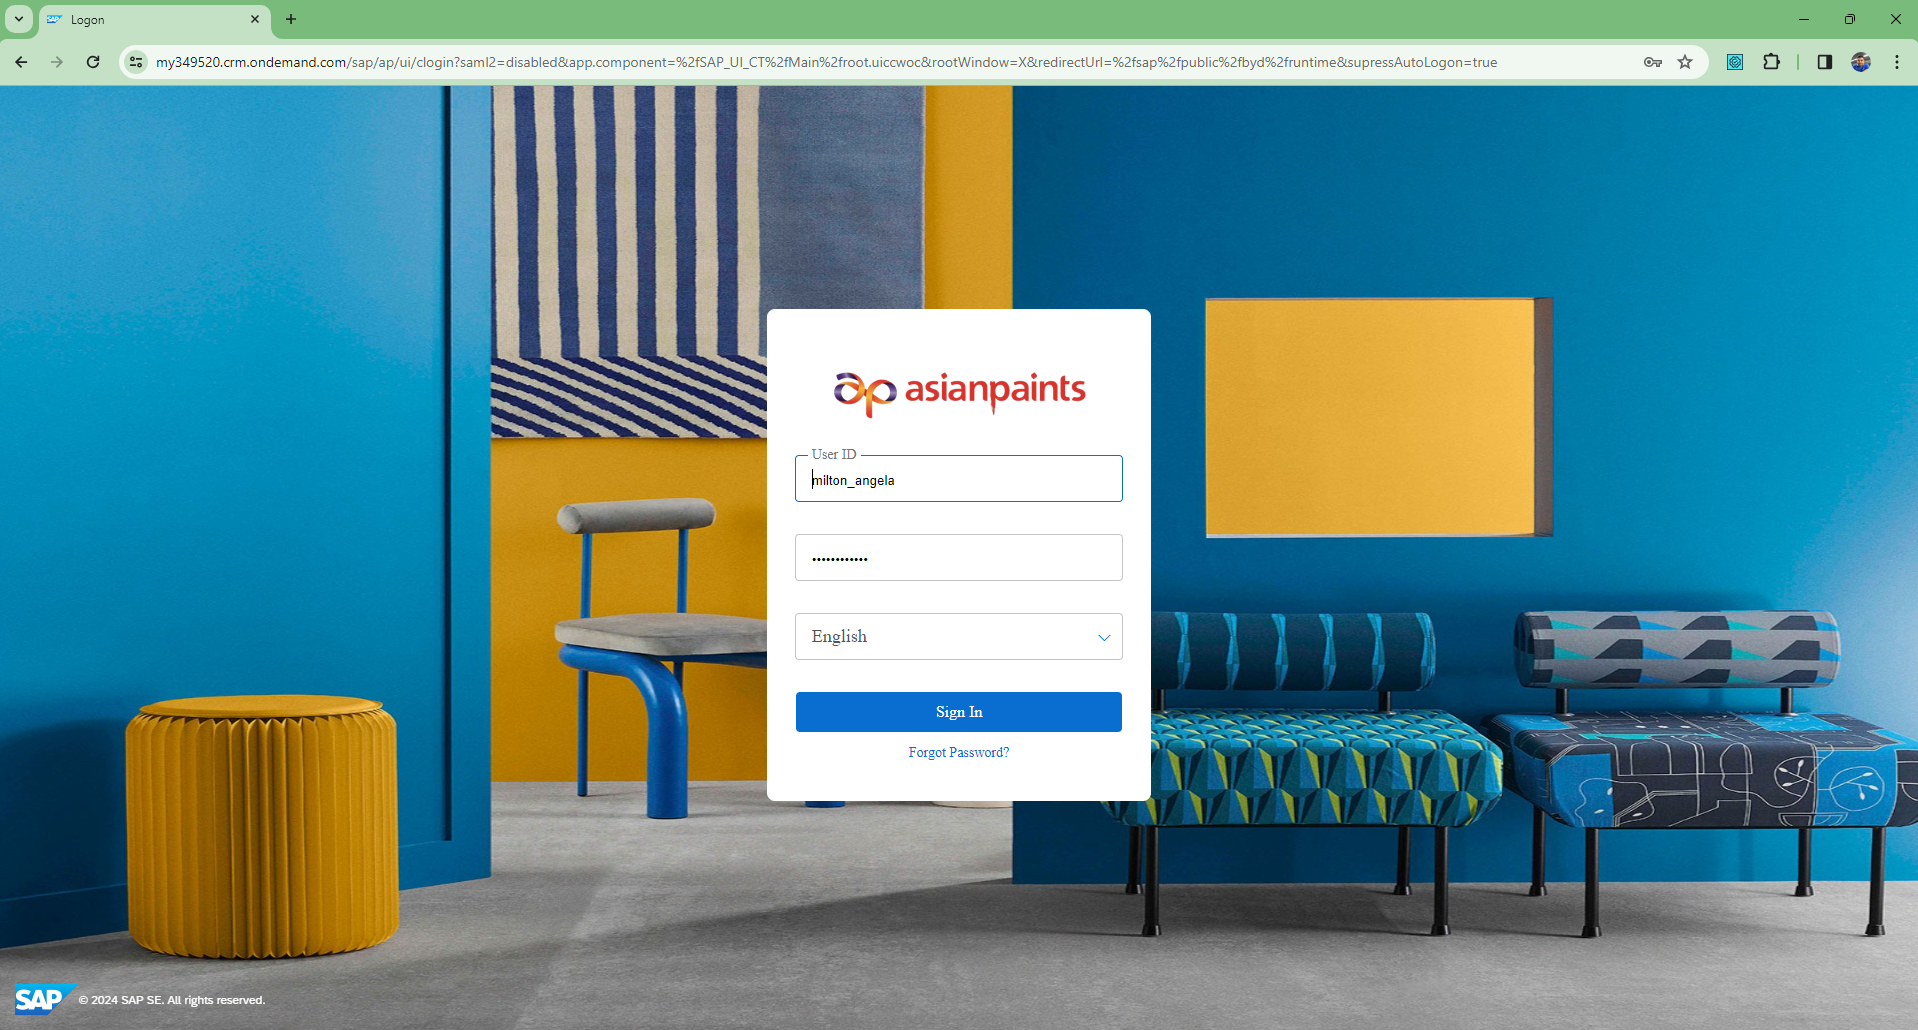 Logon
my349520.crm.ondemand.com/sap/ap/ui/clogin?saml2=disabled&app.component=%2fSAP_UI_CT%2fMain%2froot.uiccwoc&rootWindow=X&redirectUrl=%2fsap%2fpublic%2fbyd%2fruntime&supressAutoLogon=true
ap asianpaints
User ID
milton_angela
••••••••••••
English
Sign In
Forgot Password?
SAP © 2024 SAP SE. All rights reserved.